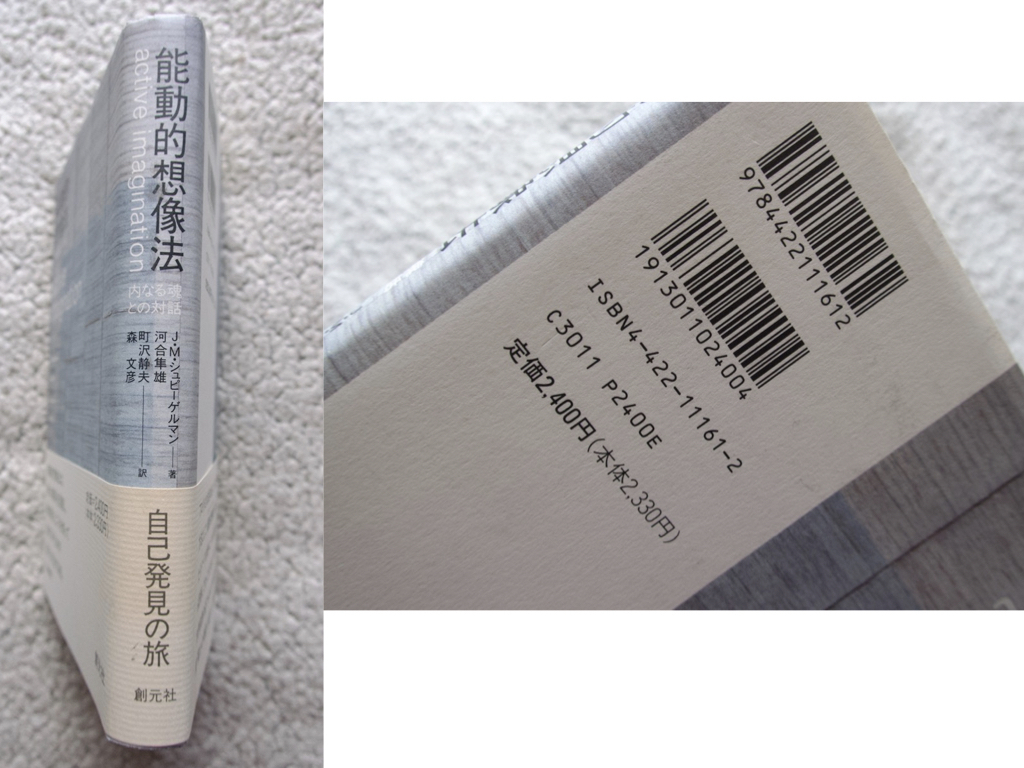 能動的想像法
active imagination
内なる魂
との対話
J・M・シュピーゲルマン━━著
河合隼雄
町沢静夫━━訳
森 文彦
自己発見の旅
創元社
9784422111612
1913011024004
ISBN4-422-11161-2
C3011 P2400E
定価2,400円(本体2,330円)